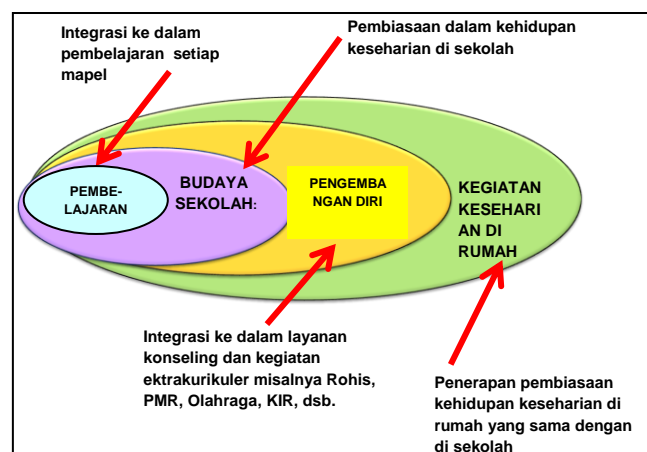 Integrasi ke dalam
pembelajaran setiap
mapel
Pembiasaan dalam kehidupan
keseharian di sekolah
PEMBE-
LAJARAN
BUDAYA
SEKOLAH:
PENGEMBA
NGAN DIRI
KEGIATAN
KESEHARI
AN DI
RUMAH
Integrasi ke dalam layanan
konseling dan kegiatan
ektrakurikuler misalnya Rohis,
PMR, Olahraga, KIR, dsb.
Penerapan pembiasaan
kehidupan keseharian di
rumah yang sama dengan
di sekolah